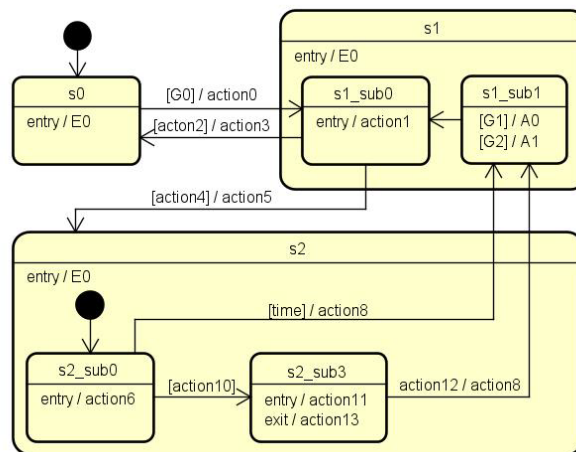 s1
entry / E0
s0
entry / E0
[G0] / action0
[acton2] / action3
s1_sub0
entry / action1
s1_sub1
[G1] / A0
[G2] / A1
[action4] / action5
s2
entry / E0
[time] / action8
s2_sub0
entry / action6
[action10]
s2_sub3
entry / action11
exit / action13
action12 / action8